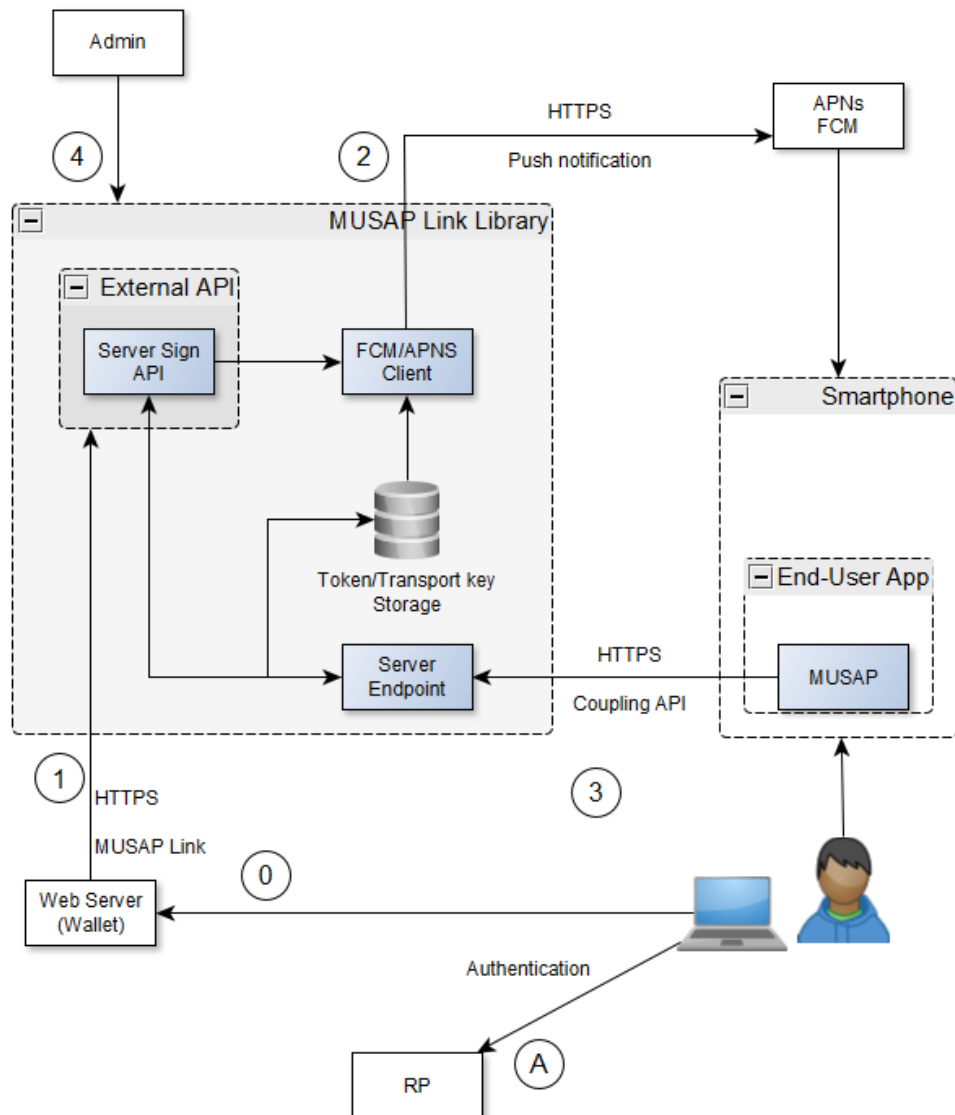 Admin
HTTPS
APNs
FCM
4
2
Push notification
MUSAP Link Library
External API
Server Sign
API
FCM/APNS
Client
Smartphone
Token/Transport key
Storage
End-User App
Server
Endpoint
HTTPS
MUSAP
Coupling API
1
HTTPS
3
MUSAP Link
0
Web Server
(Wallet)
Authentication
A
RP